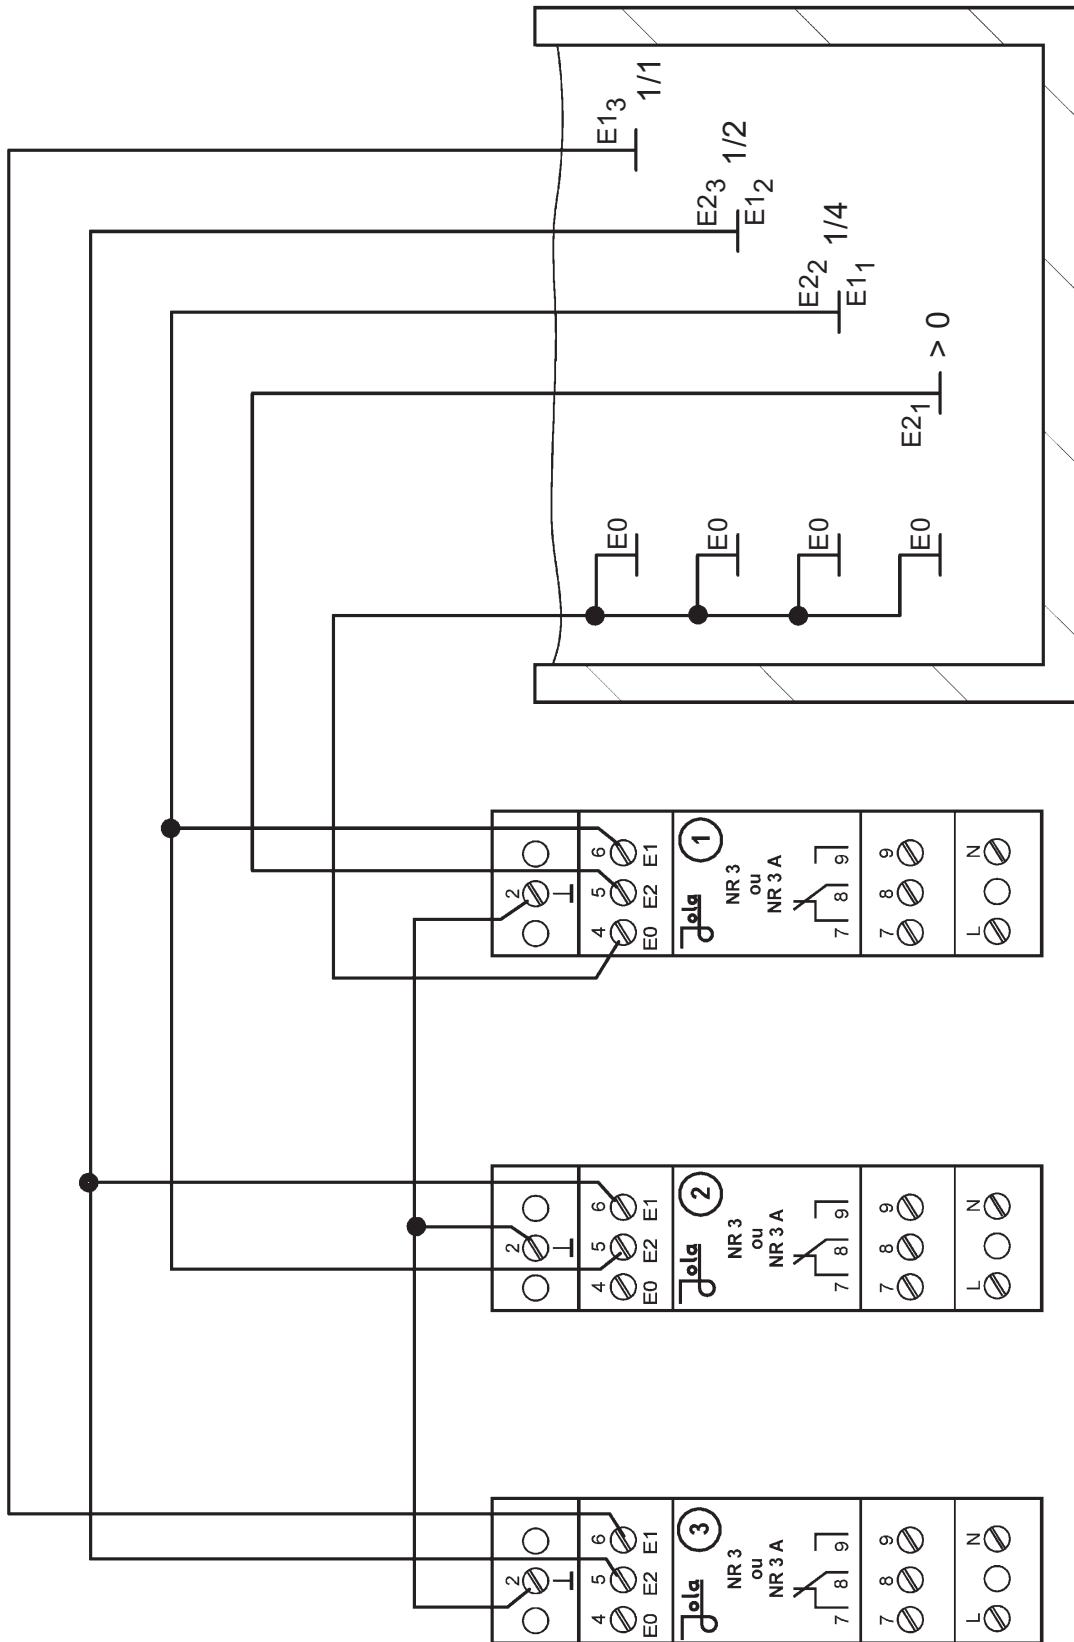 E1₃ 1/1
E2₃ 1/2
E1₂
E2₂ 1/4
E1₁
E2₁ > 0
E0
E0
E0
E0
2
⊥
4 5 6
E0 E2 E1
Jola 1
NR 3
ou
NR 3 A
7 8 9
7 8 9
L N
2
⊥
4 5 6
E0 E2 E1
Jola 2
NR 3
ou
NR 3 A
7 8 9
7 8 9
L N
2
⊥
4 5 6
E0 E2 E1
Jola 3
NR 3
ou
NR 3 A
7 8 9
7 8 9
L N